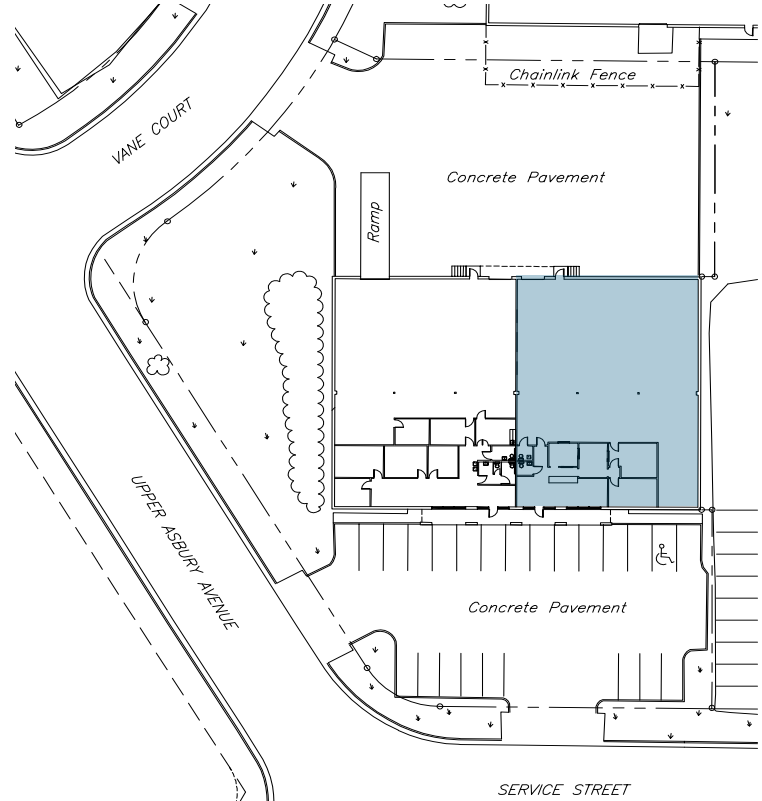 Chainlink Fence
VANE COURT
Concrete Pavement
Ramp
UPPER ASBURY AVENUE
Concrete Pavement
SERVICE STREET